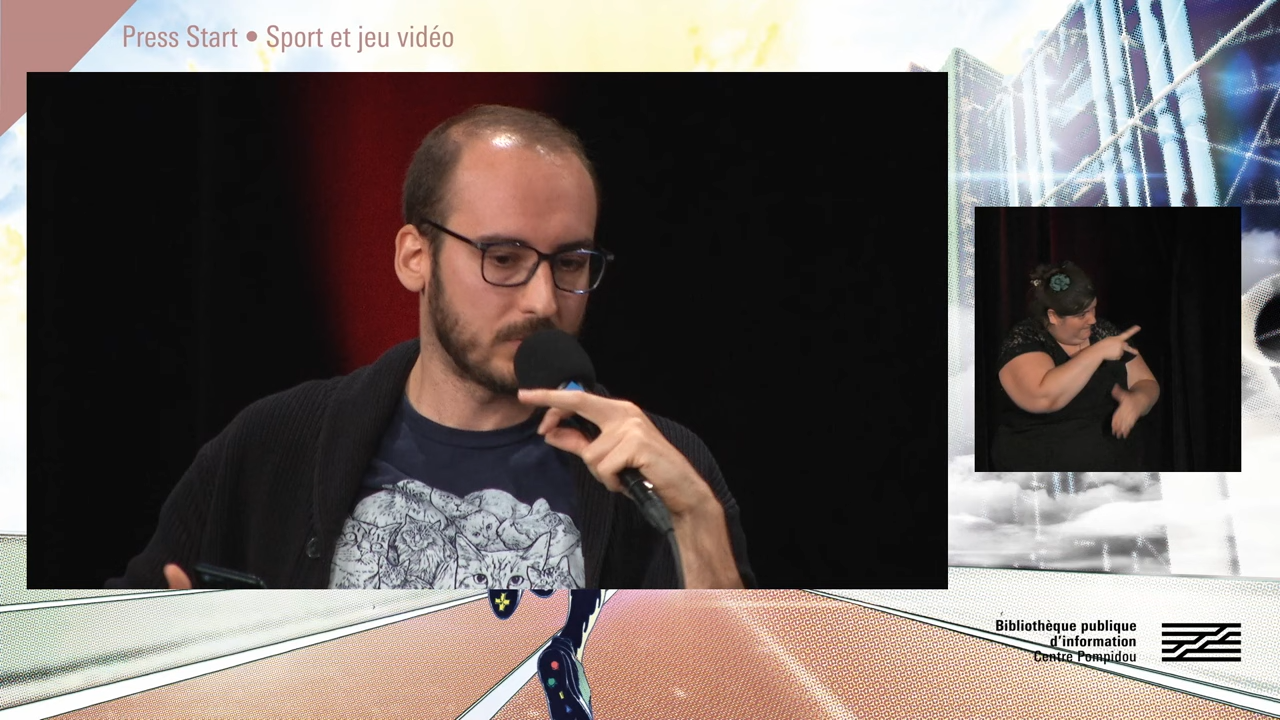 Press Start • Sport et jeu vidéo
Bibliothèque publique
d'information
Centre Pompidou